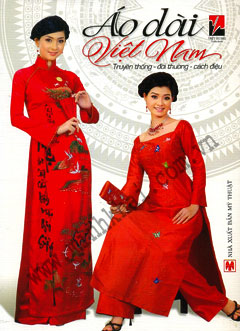 Áo dài
Việt Nam
Truyền thống - đời thường - cách điệu
NHÀ XUẤT BẢN MỸ THUẬT